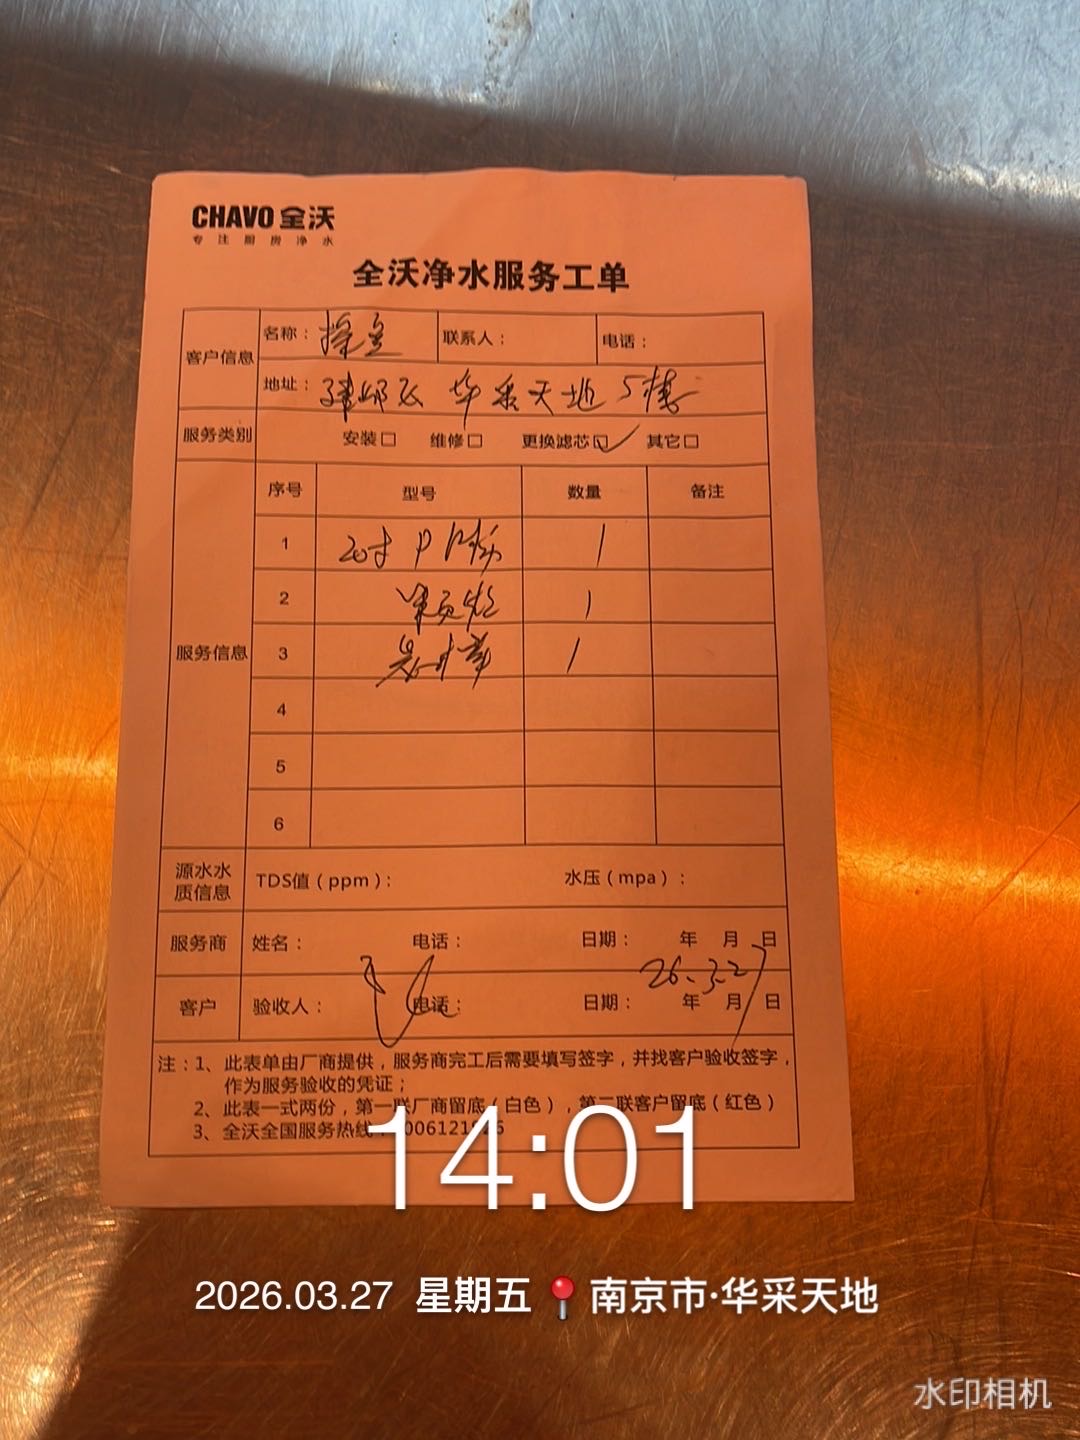 CHAVO 全沃
专注厨房净水
全沃净水服务工单
客户信息 名称： 联系人： 电话：
地址：建邺区 华采天地 5楼
服务类别 安装□ 维修□ 更换滤芯□✓ 其它□
服务信息 序号 型号 数量 备注
1 20寸 P 1
2 1
3 1
4
5
6
源水水质信息 TDS值（ppm）： 水压（mpa）：
服务商 姓名： 电话： 日期： 年 月 日
26.3.27
客户 验收人： 电话： 日期： 年 月 日
注：1、此表单由厂商提供，服务商完工后需要填写签字，并找客户验收签字，
作为服务验收的凭证；
2、此表一式两份，第一联厂商留底（白色），第二联客户留底（红色）
3、全沃全国服务热线：
14:01
2026.03.27 星期五 南京市·华采天地
水印相机